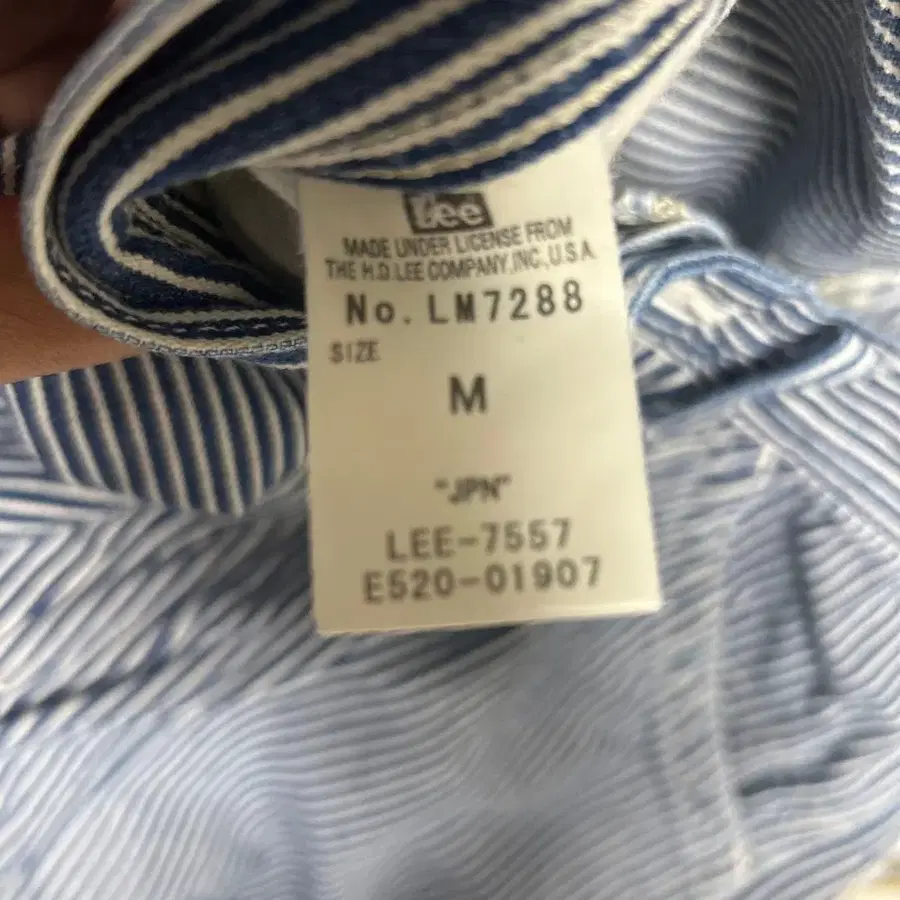 Lee
MADE UNDER LICENSE FROM
THE H.D.LEE COMPANY,INC.,U.S.A.
No. LM7288
SIZE
M
"JPN"
LEE-7557
E520-01907